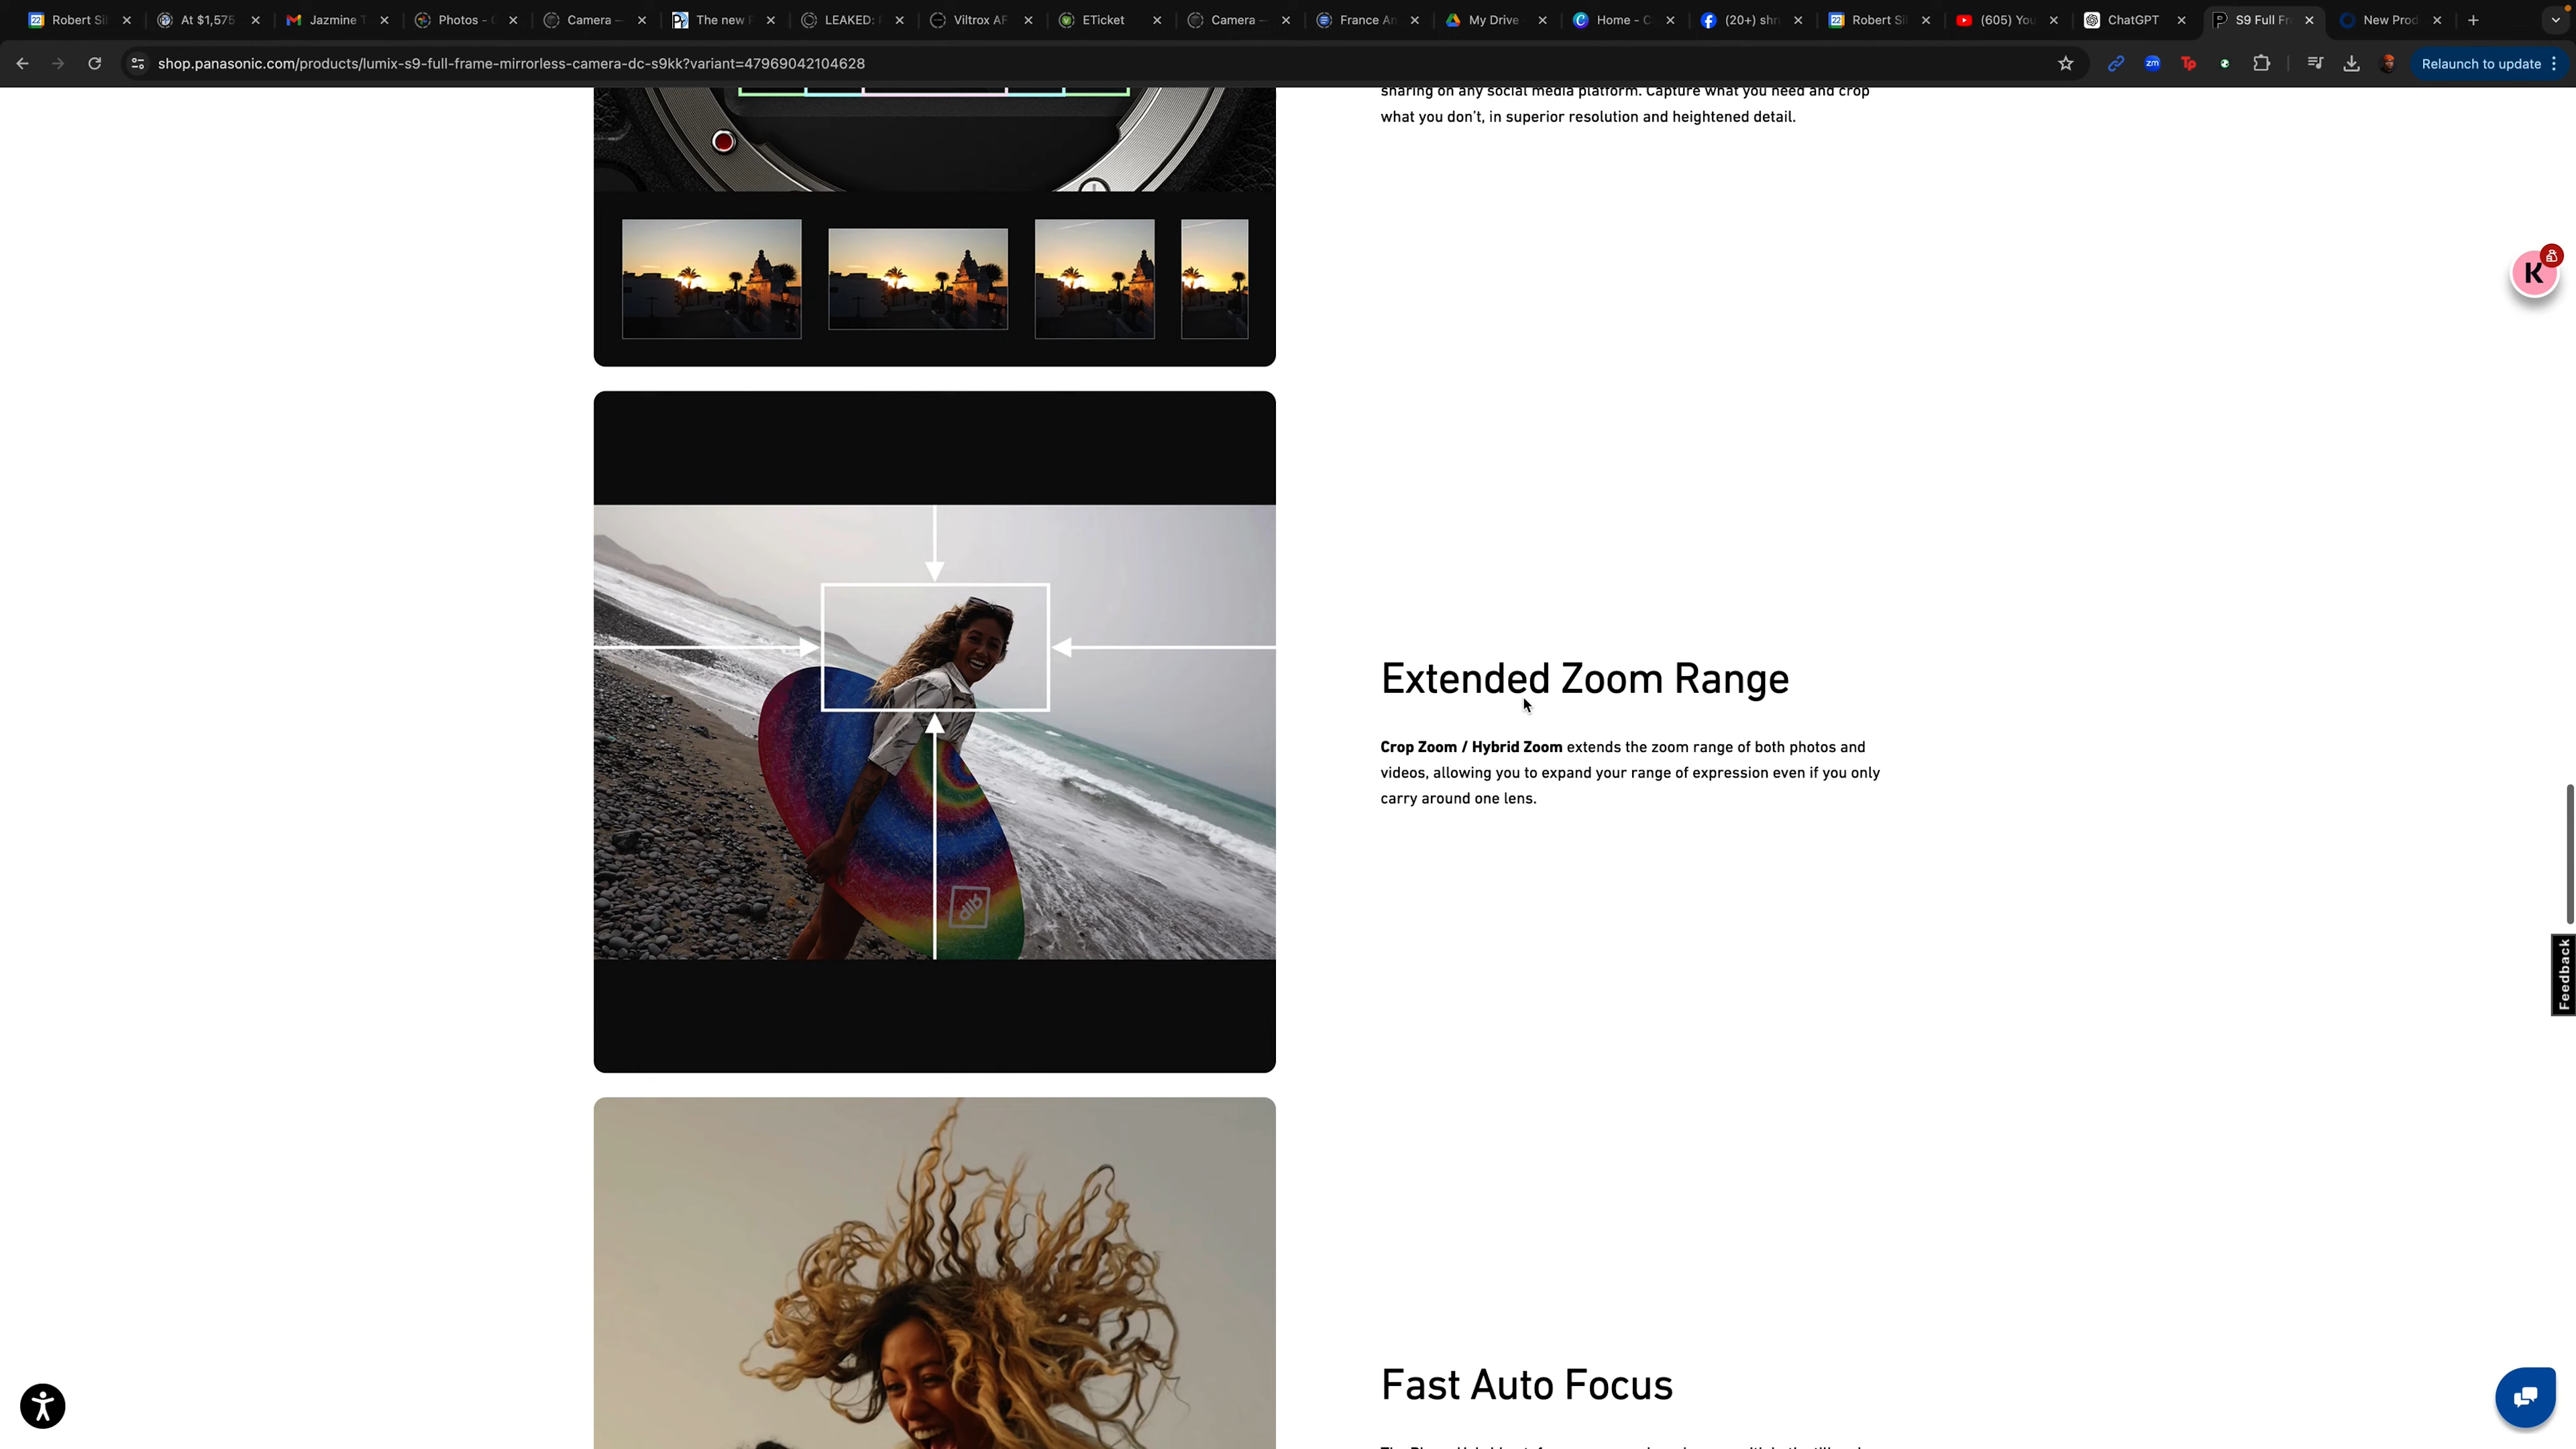 Robert Sil
At $1,575
Jazmine T
Photos - G
Camera —
The new P
LEAKED: F
Viltrox AF
ETicket
Camera —
France An
My Drive
Home - C
(20+) shri
Robert Sil
(605) You
ChatGPT
S9 Full Fr
New Prod
shop.panasonic.com/products/lumix-s9-full-frame-mirrorless-camera-dc-s9kk?variant=47969042104628
Relaunch to update
sharing on any social media platform. Capture what you need and crop
what you don't, in superior resolution and heightened detail.
K
Extended Zoom Range
Crop Zoom / Hybrid Zoom extends the zoom range of both photos and
videos, allowing you to expand your range of expression even if you only
carry around one lens.
Feedback
Fast Auto Focus